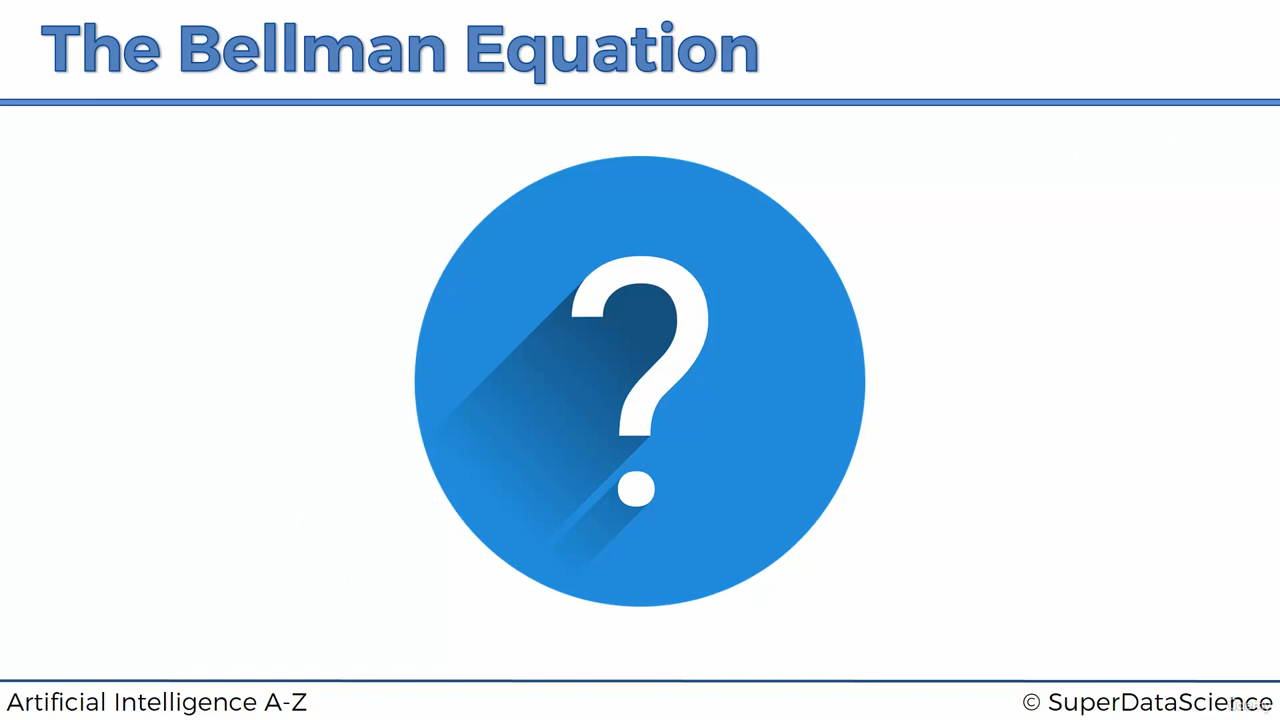 The Bellman Equation
?
Artificial Intelligence A-Z
© SuperDataScience